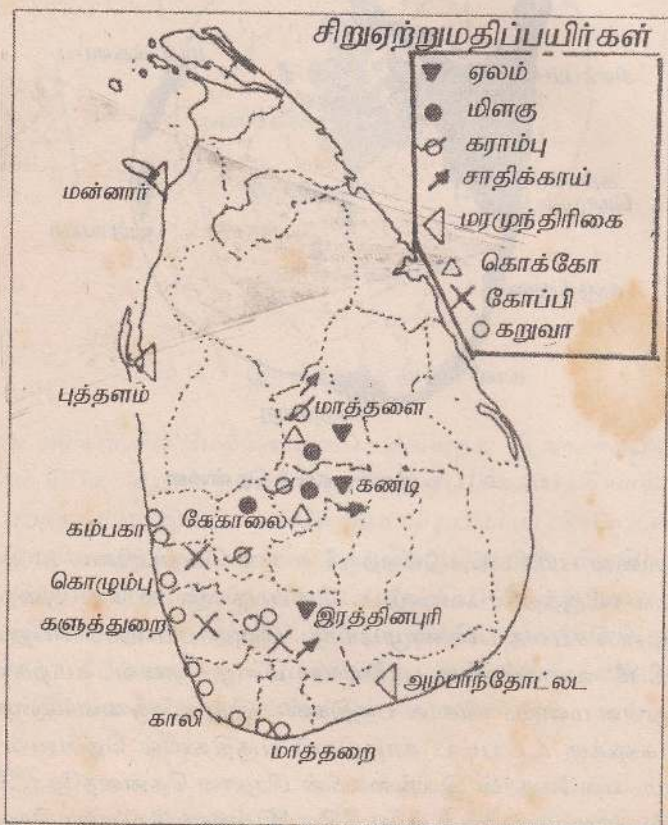 சிறுஏற்றுமதிப்பயிர்கள்
ஏலம்
மிளகு
கராம்பு
சாதிக்காய்
மரமுந்திரிகை
கொக்கோ
கோப்பி
கறுவா
மன்னார்
புத்தளம்
மாத்தளை
கண்டி
கேகாலை
கம்பகா
கொழும்பு
களுத்துறை
இரத்தினபுரி
அம்பாந்தோட்லட
காலி
மாத்தறை